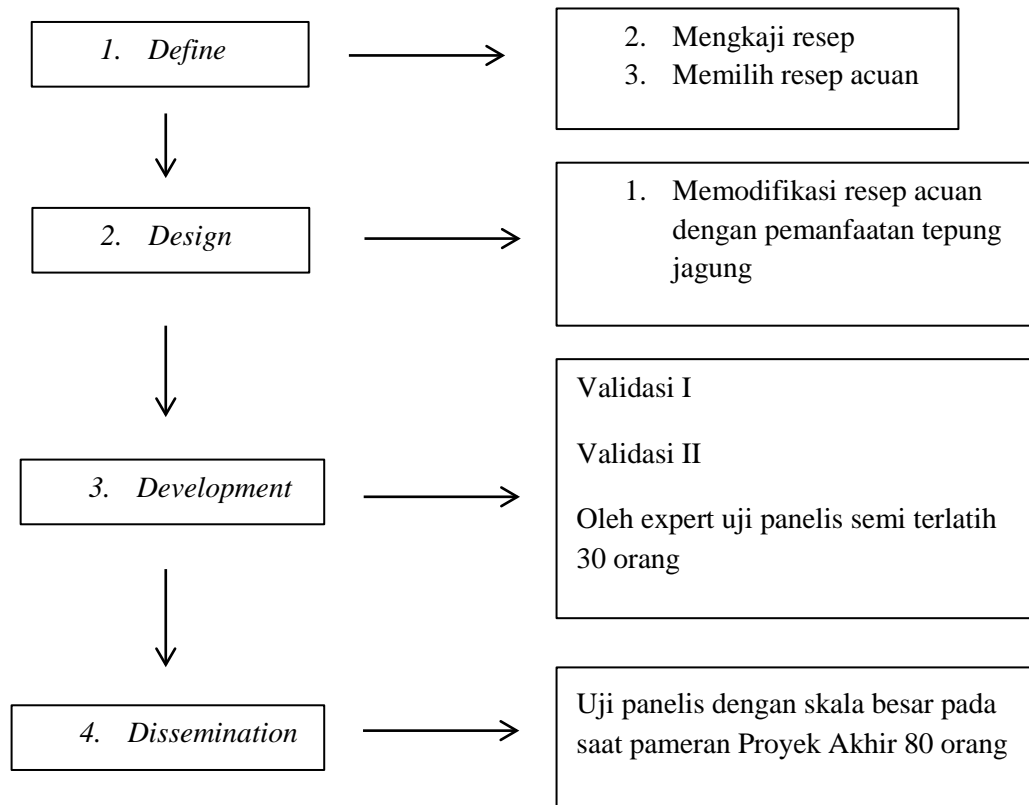 1. Define
2. Mengkaji resep
3. Memilih resep acuan
2. Design
1. Memodifikasi resep acuan
dengan pemanfaatan tepung
jagung
3. Development
Validasi I
Validasi II
Oleh expert uji panelis semi terlatih
30 orang
4. Dissemination
Uji panelis dengan skala besar pada
saat pameran Proyek Akhir 80 orang